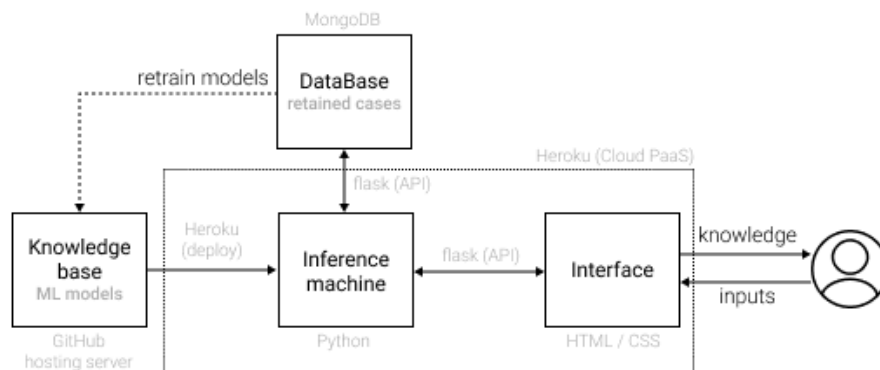 MongoDB
DataBase
retained cases
retrain models
Heroku (Cloud PaaS)
flask (API)
Knowledge
base
ML models
GitHub
hosting server
Heroku
(deploy)
Inference
machine
Python
flask (API)
Interface
HTML / CSS
knowledge
inputs